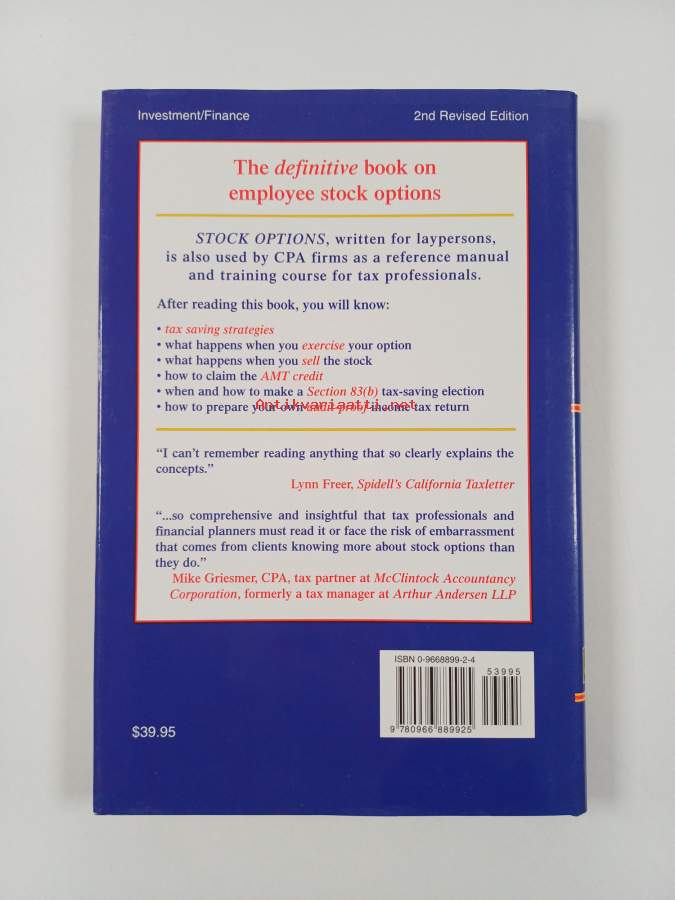 Investment/Finance 2nd Revised Edition
The definitive book on
employee stock options
STOCK OPTIONS, written for laypersons,
is also used by CPA firms as a reference manual
and training course for tax professionals.
After reading this book, you will know:
• tax saving strategies
• what happens when you exercise your option
• what happens when you sell the stock
• how to claim the AMT credit
• when and how to make a Section 83(b) tax-saving election
• how to prepare your own audit-proof income tax return
Antikvariaatti.net
“I can’t remember reading anything that so clearly explains the
concepts.”
Lynn Freer, Spidell’s California Taxletter
“...so comprehensive and insightful that tax professionals and
financial planners must read it or face the risk of embarrassment
that comes from clients knowing more about stock options than
they do.”
Mike Griesmer, CPA, tax partner at McClintock Accountancy
Corporation, formerly a tax manager at Arthur Andersen LLP
ISBN 0-9668899-2-4
53995
9 780966 889925
$39.95